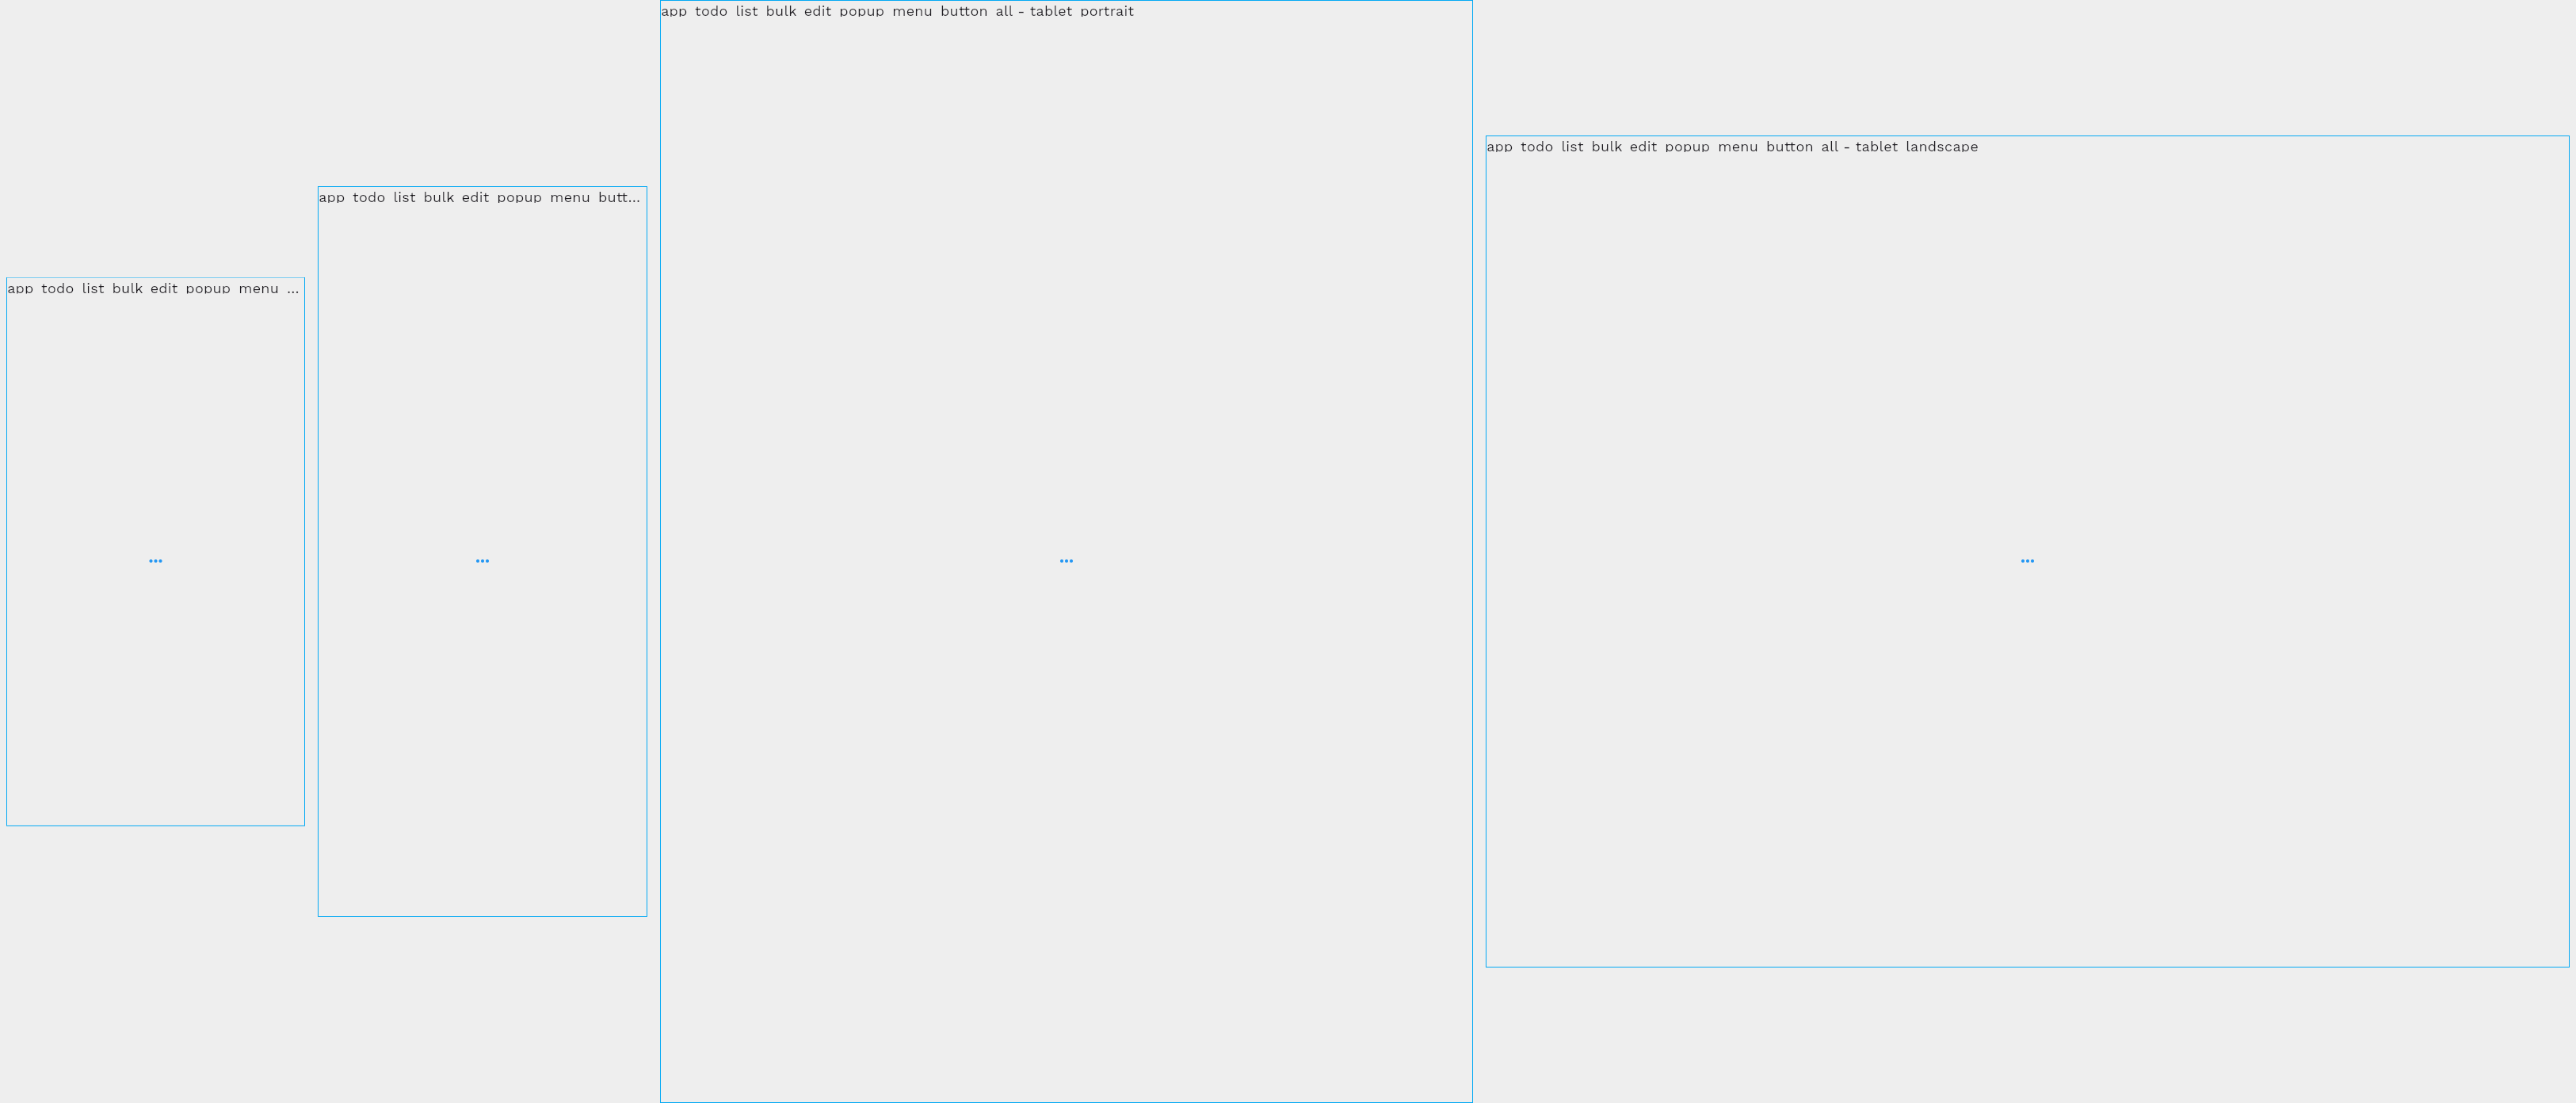 app todo list bulk edit popup menu ...
app todo list bulk edit popup menu butt...
app todo list bulk edit popup menu button all - tablet portrait
app todo list bulk edit popup menu button all - tablet landscape